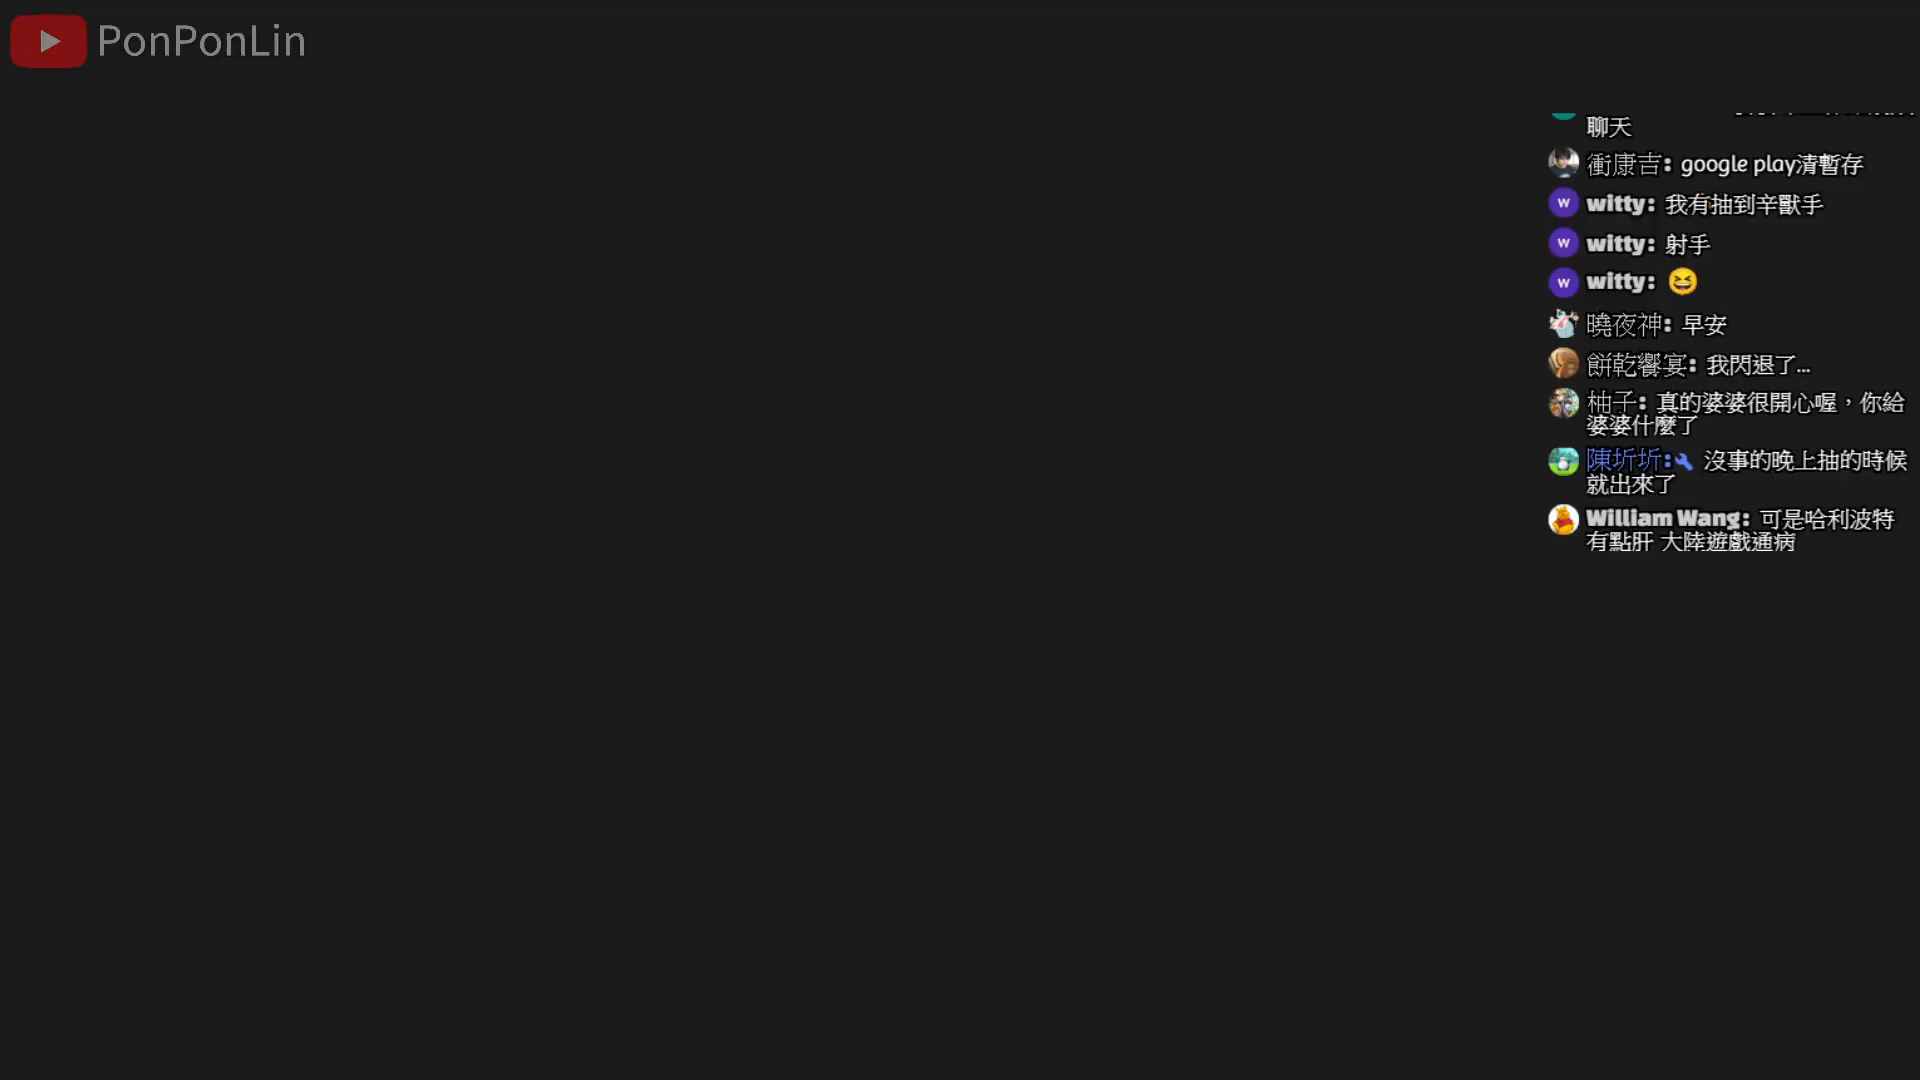 PonPonLin
聊天
衝康吉: google play清暫存
witty: 我有抽到辛獸手
witty: 射手
witty: 😆
曉夜神: 早安
餅乾饗宴: 我閃退了...
柚子: 真的婆婆很開心喔，你給
婆婆什麼了
陳圻圻: 沒事的晚上抽的時候
就出來了
William Wang: 可是哈利波特
有點肝 大陸遊戲通病